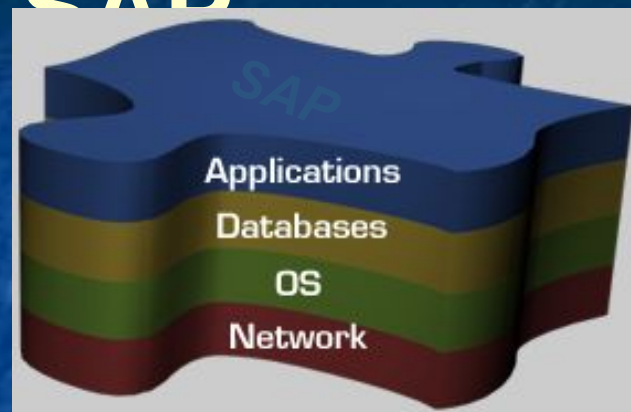 SAP
SAP
Applications
Databases
OS
Network